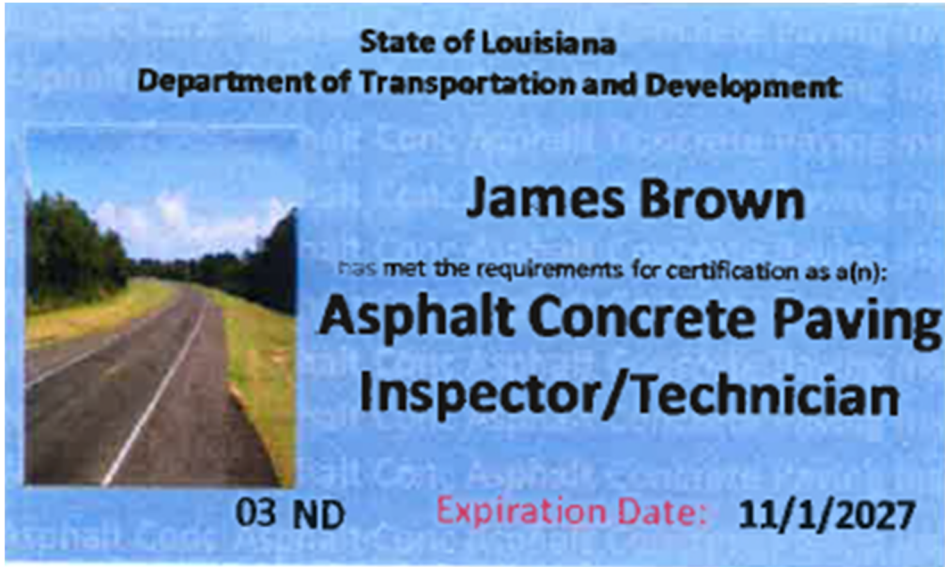 State of Louisiana
Department of Transportation and Development
James Brown
has met the requirements for certification as a(n):
Asphalt Concrete Paving
Inspector/Technician
03 ND
Expiration Date: 11/1/2027